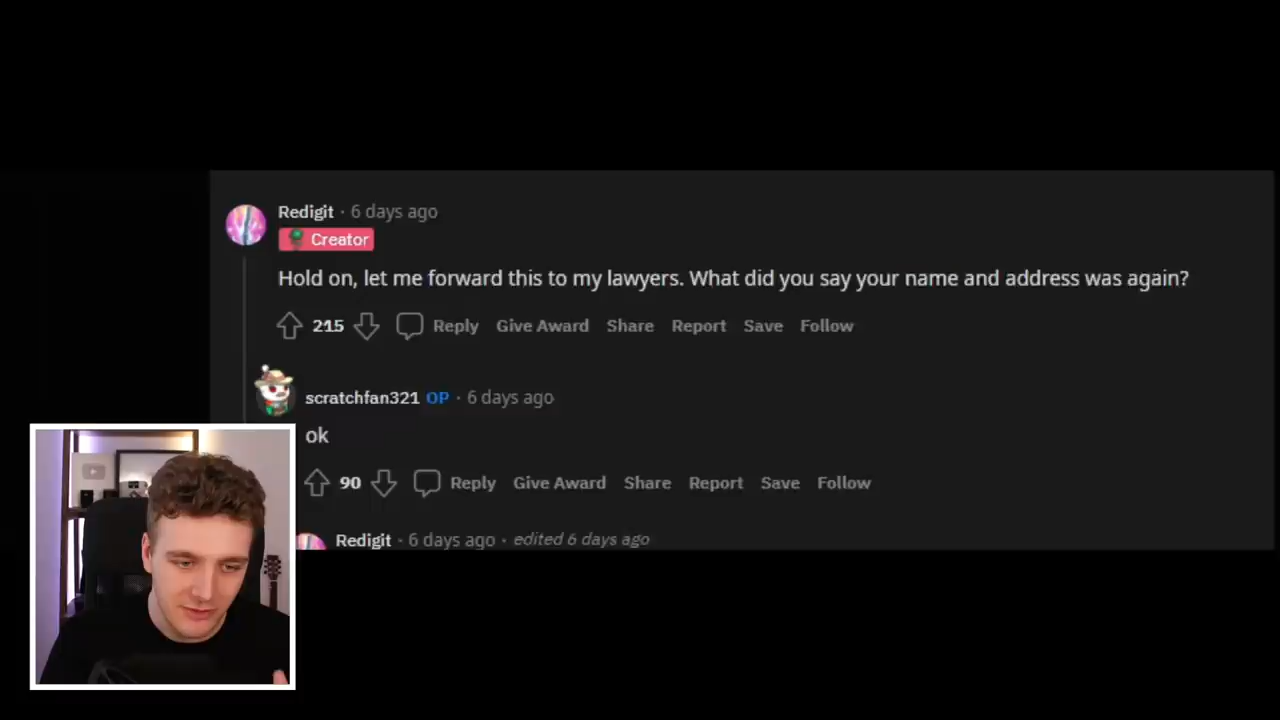 Redigit · 6 days ago
Creator
Hold on, let me forward this to my lawyers. What did you say your name and address was again?
215 Reply Give Award Share Report Save Follow
scratchfan321 OP · 6 days ago
ok
90 Reply Give Award Share Report Save Follow
Redigit · 6 days ago · edited 6 days ago